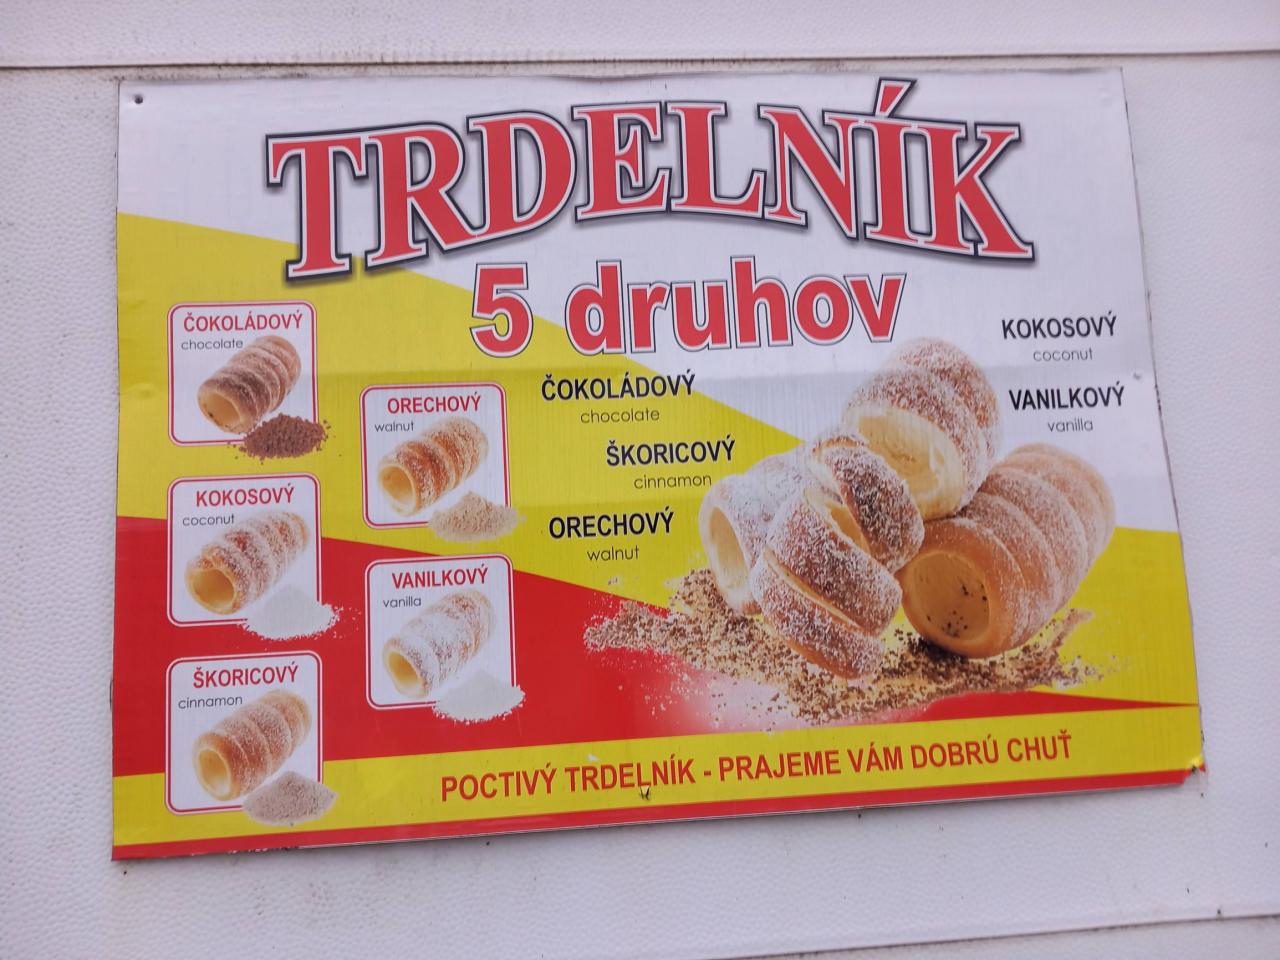 TRDELNÍK
5 druhov
ČOKOLÁDOVÝ
chocolate
ORECHOVÝ
walnut
KOKOSOVÝ
coconut
VANILKOVÝ
vanilla
ŠKORICOVÝ
cinnamon
ČOKOLÁDOVÝ
chocolate
ŠKORICOVÝ
cinnamon
ORECHOVÝ
walnut
KOKOSOVÝ
coconut
VANILKOVÝ
vanilla
POCTIVÝ TRDELNÍK - PRAJEME VÁM DOBRÚ CHUŤ